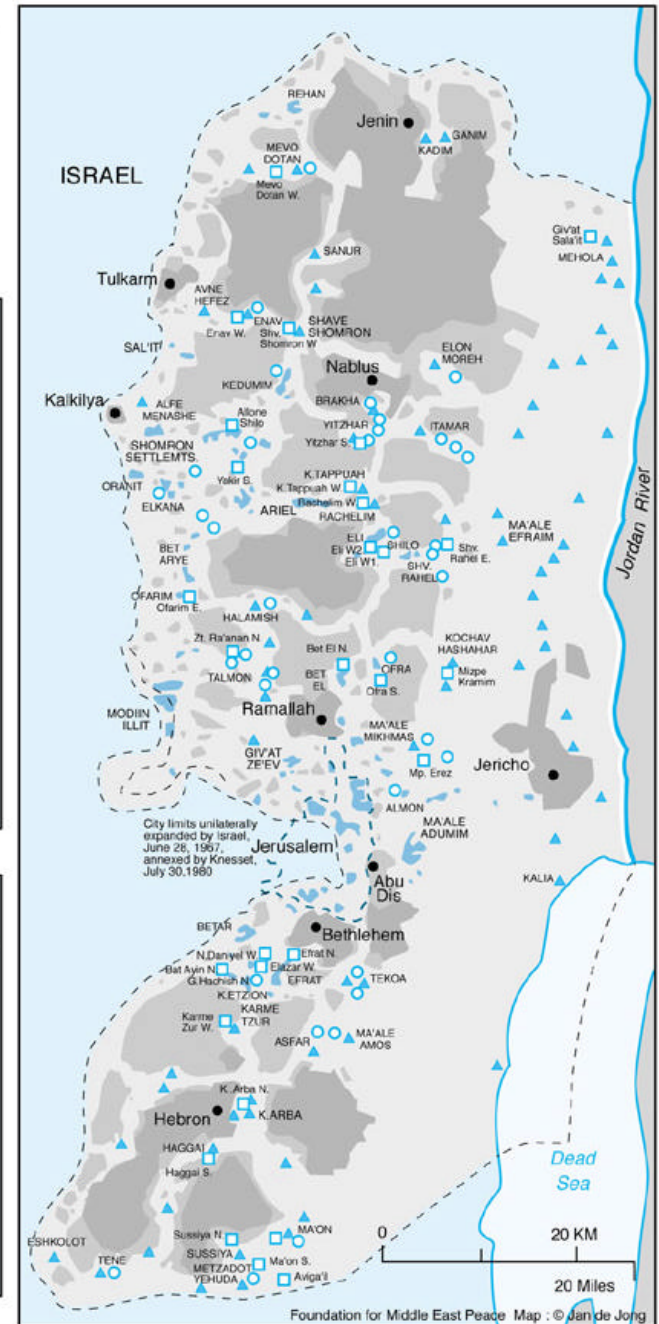 REHAN
Jenin
GANIM
KADIM
MEVO
DOTAN
Mevo
Dotan W.
ISRAEL
Giv'at
Sala'it
MEHOLA
SANUR
Tulkarm
AVNE
HEFEZ
ENAV
Enav W.
Shv.
Shomron W
SHAVE
SHOMRON
SAL'IT
ELON
MOREH
Nablus
KEDUMIM
Kalkilya
ALFE
MENASHE
BRAKHA
Allone
Shilo
YITZHAR
Yitzhar S.
ITAMAR
SHOMRON
SETTLEMTS.
Yakir S.
K.TAPPUAH
K.Tappuah W
ORANIT
ELKANA
ARIEL
Rachelim W
RACHELIM
MA'ALE
EFRAIM
Jordan River
ELI
Eli W2
Eli W1
SHILO
Shv.
Rahel E.
SHV.
RAHEL
BET
ARYE
OFARIM
Ofarim E.
HALAMISH
Zt. Ra'anan N.
Bet El N.
KOCHAV
HASHAHAR
TALMON
BET
EL
OFRA
Ofra S.
Mizpe
Kramim
Ramallah
MODIIN
ILLIT
MA'ALE
MIKHMAS
GIV'AT
ZE'EV
Mp. Erez
Jericho
ALMON
City limits unilaterally
expanded by Israel,
June 28, 1967,
annexed by Knesset,
July 30,1980
Jerusalem
MA'ALE
ADUMIM
Abu
Dis
KALIA
BETAR
Bethlehem
N.Daniyel W.
Efrat N.
Bat Ayin N
Elazar W.
G.Hachish N
EFRAT
TEKOA
K.ETZION
Karme
Zur W.
KARME
TZUR
ASFAR
MA'ALE
AMOS
K. Arba N.
Hebron
K.ARBA
HAGGAI
Haggai S.
Dead
Sea
Sussiya N
MA'ON
ESHKOLOT
SUSSIYA
Ma'on S.
TENE
METZADOT
YEHUDA
Aviga'il
0
20 KM
20 Miles
Foundation for Middle East Peace Map : © Jan de Jong